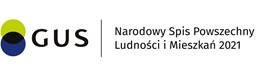 GUS
Narodowy Spis Powszechny
Ludności i Mieszkań 2021